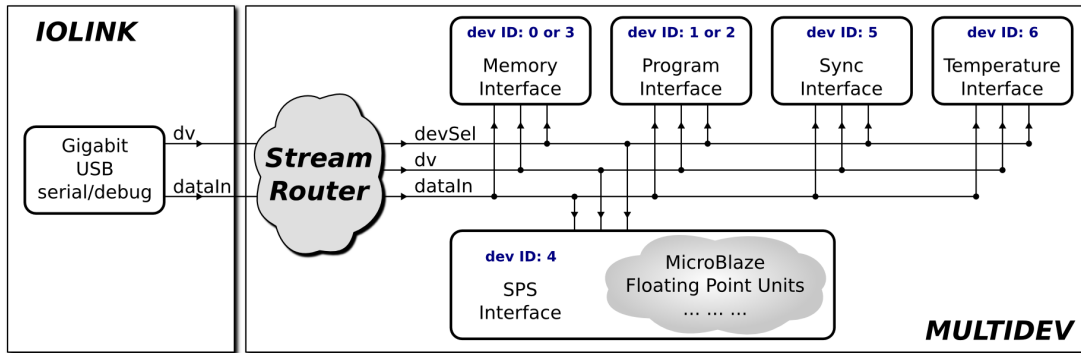 IOLINK
Gigabit
USB
serial/debug
dv
dataIn
Stream
Router
devSel
dv
dataIn
dev ID: 0 or 3
Memory
Interface
dev ID: 1 or 2
Program
Interface
dev ID: 5
Sync
Interface
dev ID: 6
Temperature
Interface
dev ID: 4
SPS
Interface
MicroBlaze
Floating Point Units
... ... ...
MULTIDEV